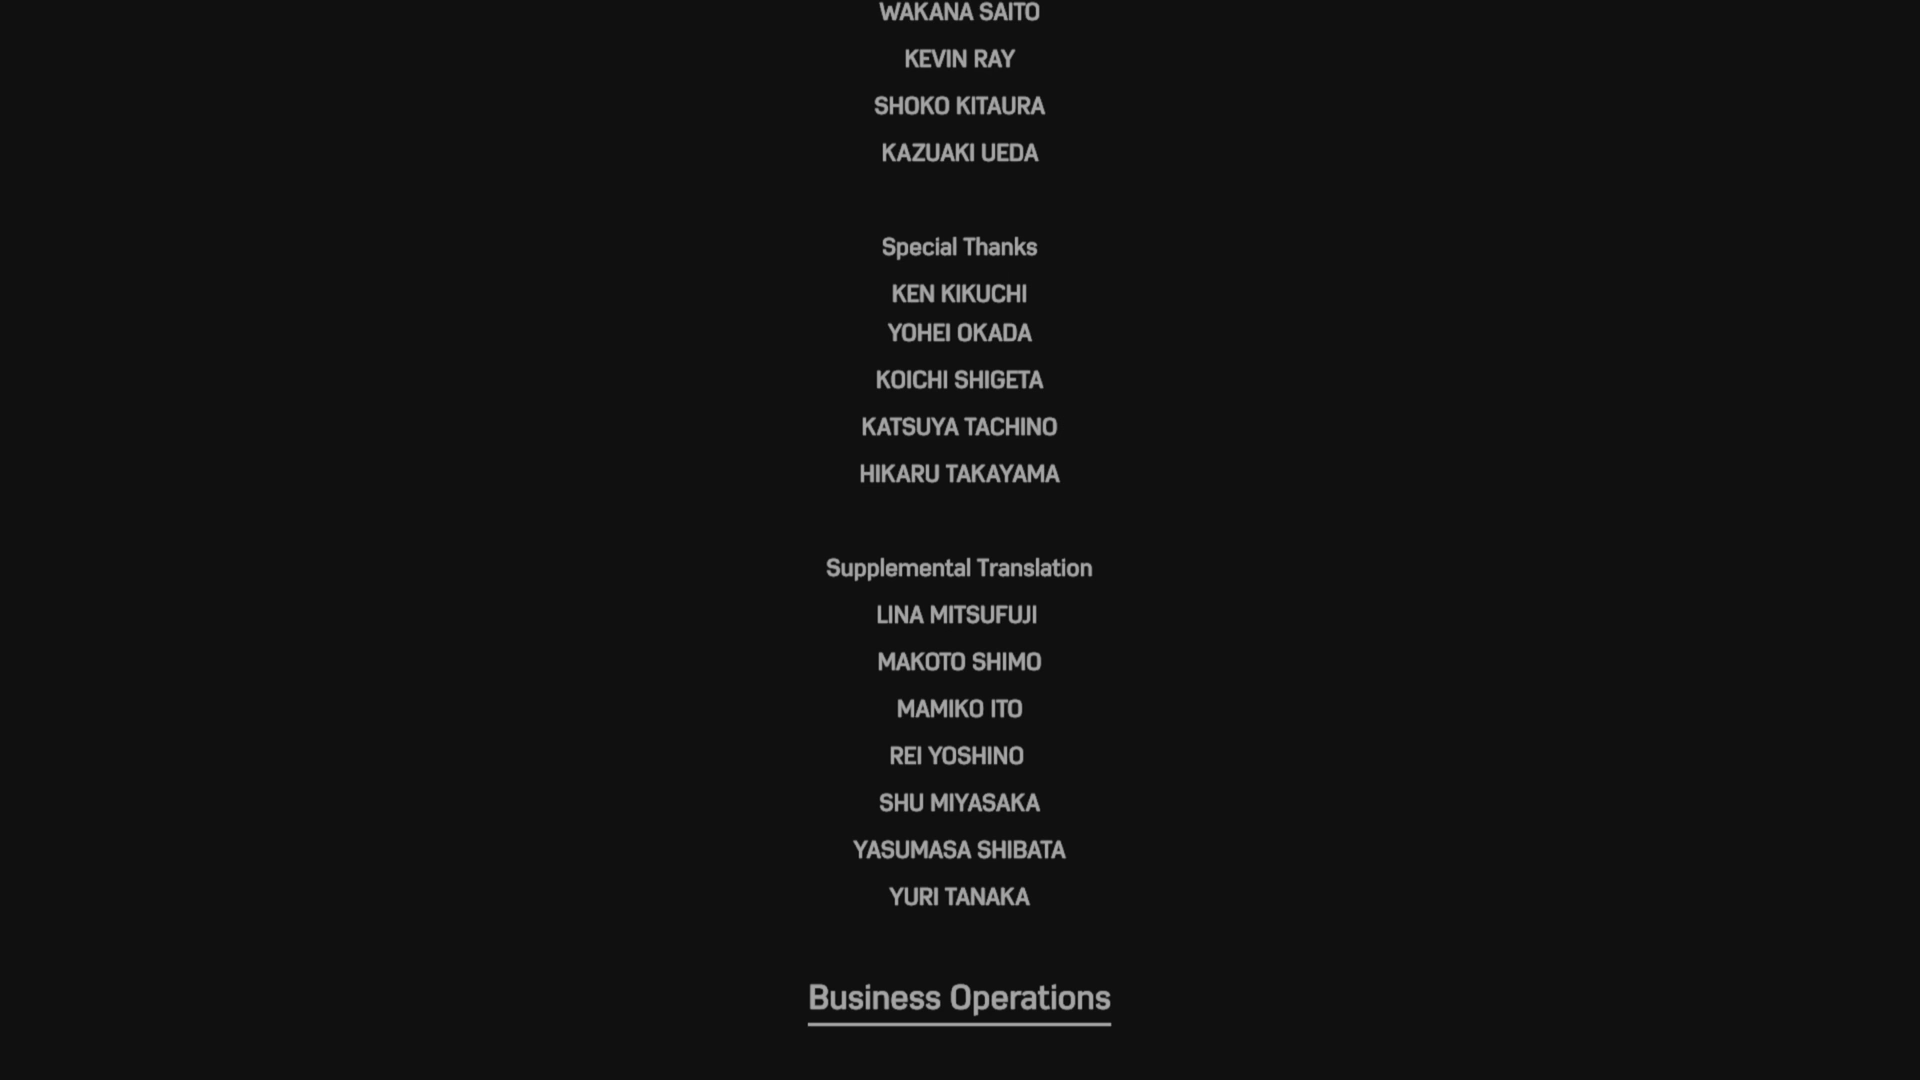 WAKANA SAITO
KEVIN RAY
SHOKO KITAURA
KAZUAKI UEDA
Special Thanks
KEN KIKUCHI
YOHEI OKADA
KOICHI SHIGETA
KATSUYA TACHINO
HIKARU TAKAYAMA
Supplemental Translation
LINA MITSUFUJI
MAKOTO SHIMO
MAMIKO ITO
REI YOSHINO
SHU MIYASAKA
YASUMASA SHIBATA
YURI TANAKA
Business Operations